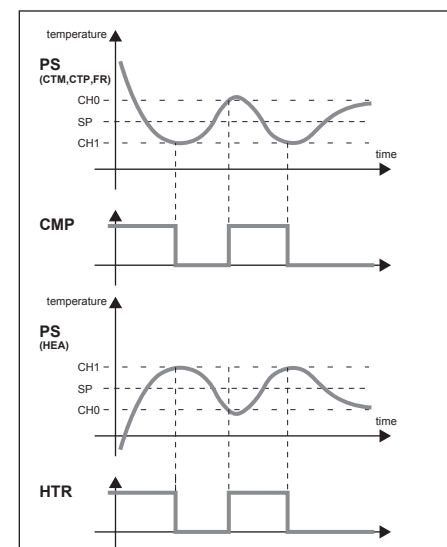 temperature
PS
(CTM,CTP,FR)
CH0
SP
CH1
time
CMP
temperature
PS
(HEA)
CH1
SP
CH0
time
HTR